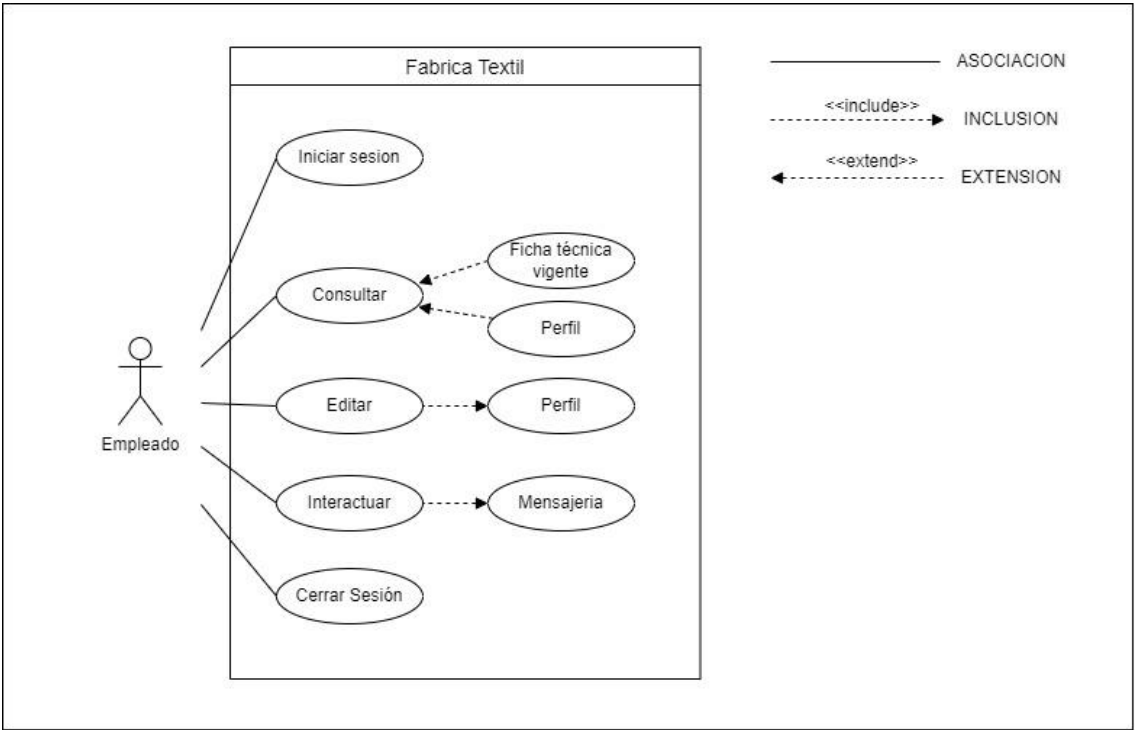 Fabrica Textil
ASOCIACION
<<include>>
INCLUSION
<<extend>>
EXTENSION
Iniciar sesion
Ficha técnica
vigente
Consultar
Perfil
Editar
Perfil
Empleado
Interactuar
Mensajeria
Cerrar Sesión